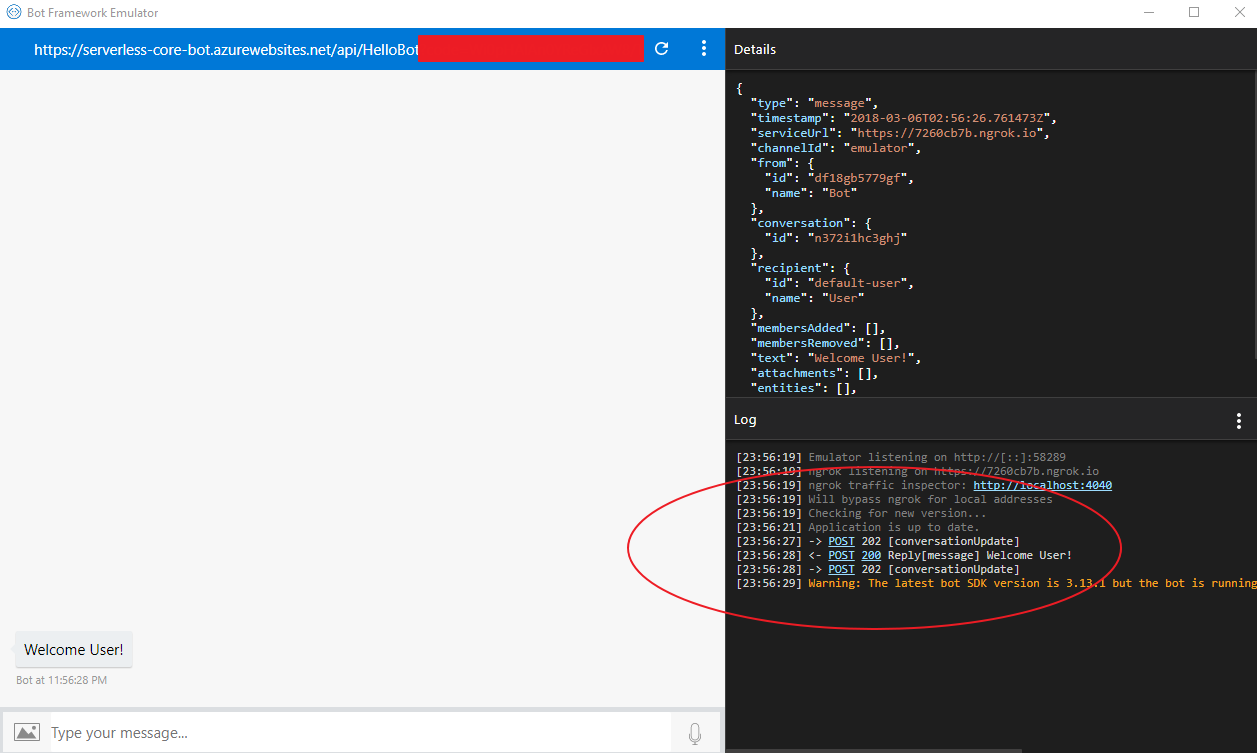 Bot Framework Emulator
https://serverless-core-bot.azurewebsites.net/api/HelloBot
Details
{
"type": "message",
"timestamp": "2018-03-06T02:56:26.761473Z",
"serviceUrl": "https://7260cb7b.ngrok.io",
"channelId": "emulator",
"from": {
"id": "df18gb5779gf",
"name": "Bot"
},
"conversation": {
"id": "n372i1hc3ghj"
},
"recipient": {
"id": "default-user",
"name": "User"
},
"membersAdded": [],
"membersRemoved": [],
"text": "Welcome User!",
"attachments": [],
"entities": [],
Log
[23:56:19] Emulator listening on http://[::]:58289
[23:56:19] ngrok listening on https://7260cb7b.ngrok.io
[23:56:19] ngrok traffic inspector: http://localhost:4040
[23:56:19] Will bypass ngrok for local addresses
[23:56:19] Checking for new version...
[23:56:21] Application is up to date.
[23:56:27] -> POST 202 [conversationUpdate]
[23:56:28] <- POST 200 Reply[message] Welcome User!
[23:56:28] -> POST 202 [conversationUpdate]
[23:56:29] Warning: The latest bot SDK version is 3.13.1 but the bot is running
Welcome User!
Bot at 11:56:28 PM
Type your message...